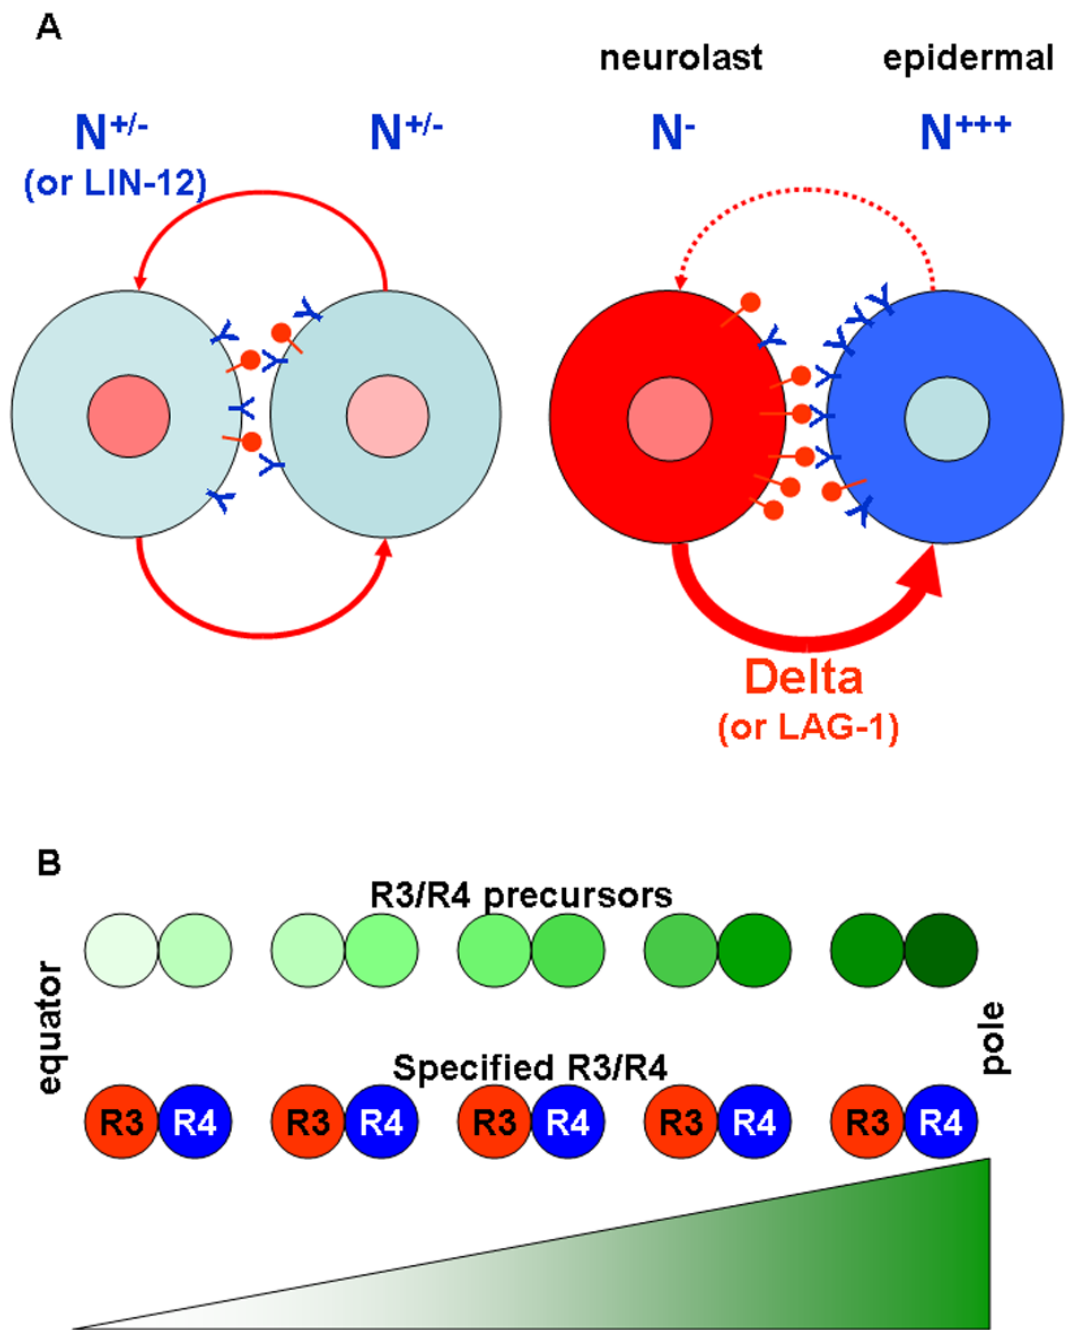 A
neurolast epidermal
N+/- N+/- N- N+++
(or LIN-12)
Delta
(or LAG-1)
B
R3/R4 precursors
equator
pole
Specified R3/R4
R3 R4 R3 R4 R3 R4 R3 R4 R3 R4